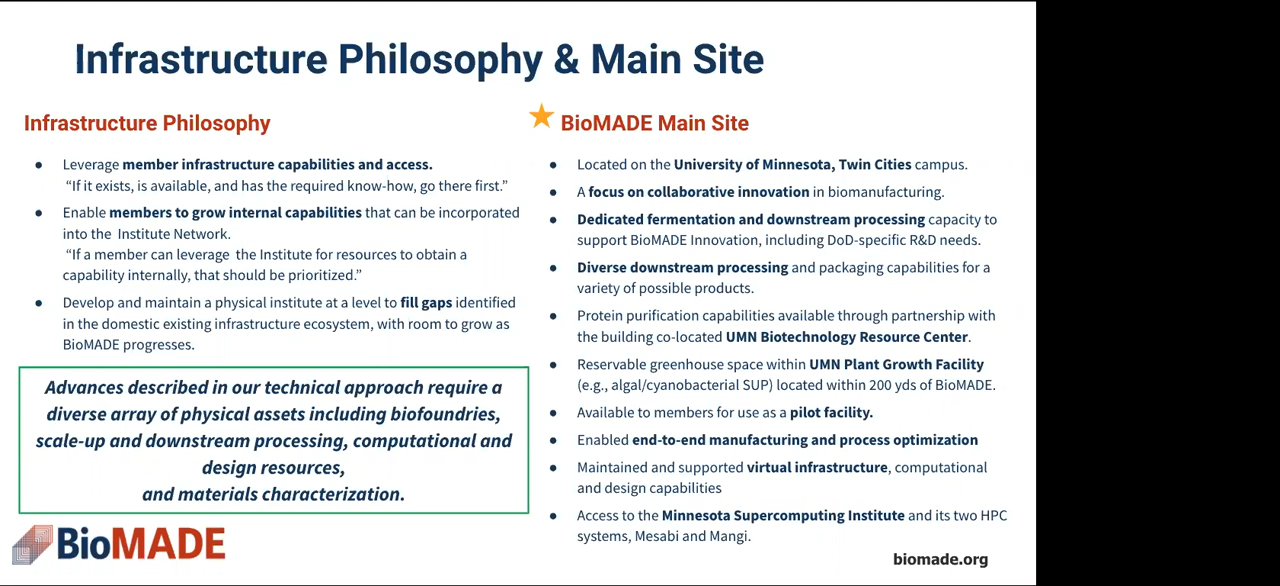 Infrastructure Philosophy & Main Site
Infrastructure Philosophy
● Leverage member infrastructure capabilities and access.
“If it exists, is available, and has the required know-how, go there first.”
● Enable members to grow internal capabilities that can be incorporated
into the Institute Network.
“If a member can leverage the Institute for resources to obtain a
capability internally, that should be prioritized.”
● Develop and maintain a physical institute at a level to fill gaps identified
in the domestic existing infrastructure ecosystem, with room to grow as
BioMADE progresses.
Advances described in our technical approach require a
diverse array of physical assets including biofoundries,
scale-up and downstream processing, computational and
design resources,
and materials characterization.
BioMADE
BioMADE Main Site
● Located on the University of Minnesota, Twin Cities campus.
● A focus on collaborative innovation in biomanufacturing.
● Dedicated fermentation and downstream processing capacity to
support BioMADE Innovation, including DoD-specific R&D needs.
● Diverse downstream processing and packaging capabilities for a
variety of possible products.
● Protein purification capabilities available through partnership with
the building co-located UMN Biotechnology Resource Center.
● Reservable greenhouse space within UMN Plant Growth Facility
(e.g., algal/cyanobacterial SUP) located within 200 yds of BioMADE.
● Available to members for use as a pilot facility.
● Enabled end-to-end manufacturing and process optimization
● Maintained and supported virtual infrastructure, computational
and design capabilities
● Access to the Minnesota Supercomputing Institute and its two HPC
systems, Mesabi and Mangi.
biomade.org